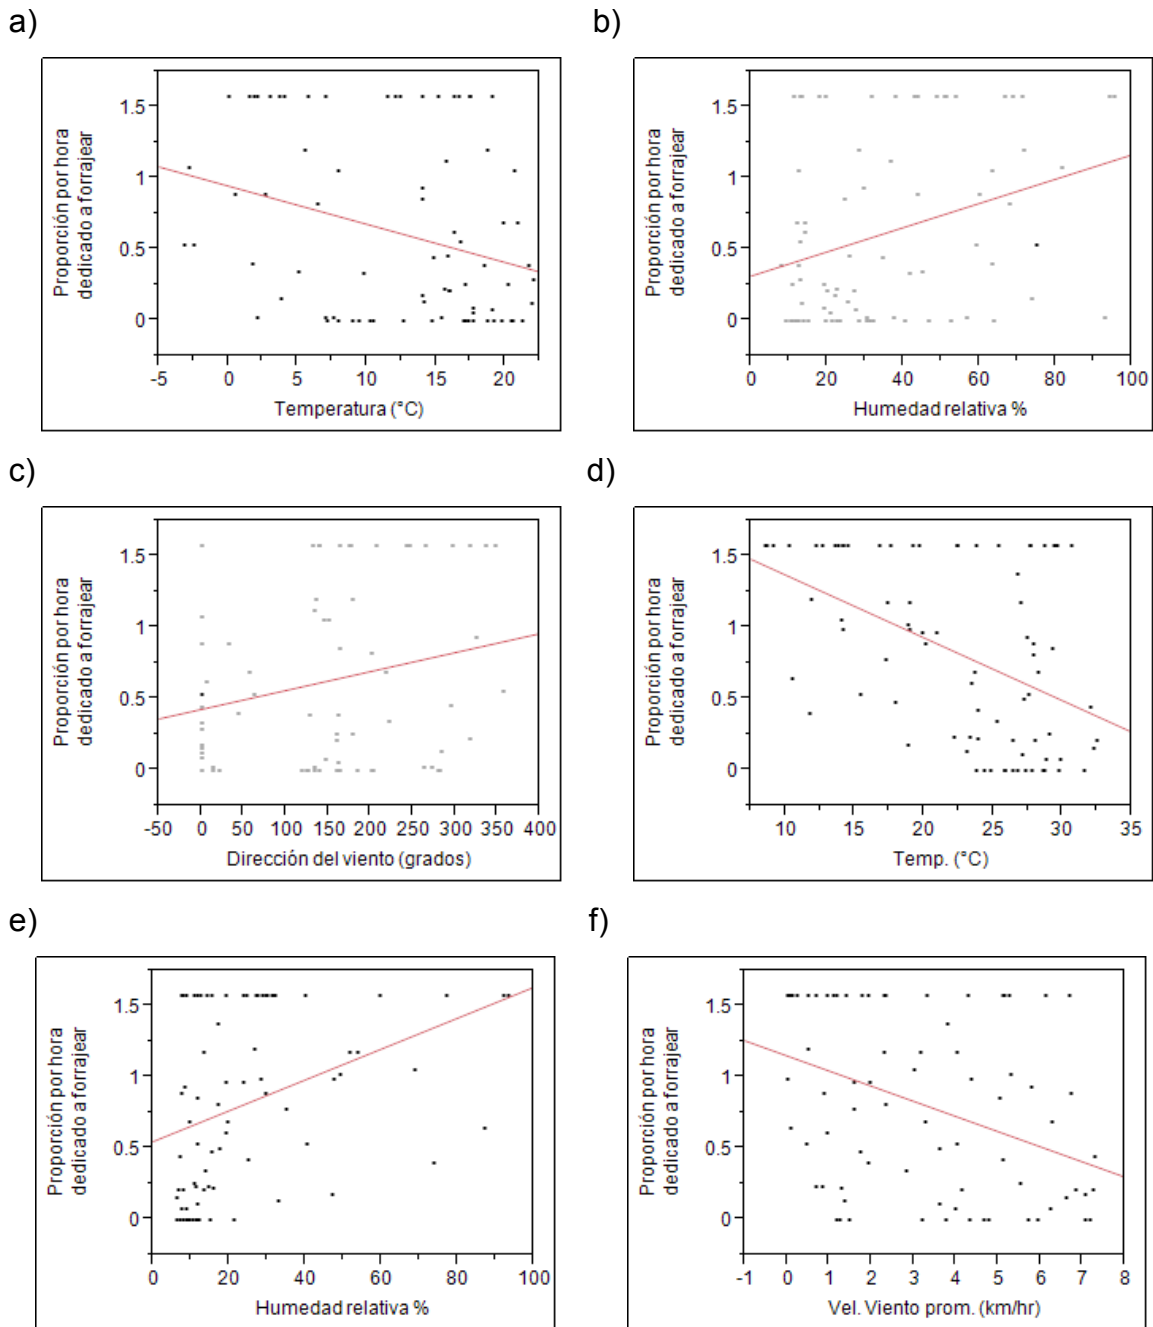 a)
b)
Proporción por hora
dedicado a forrajear
1.5
1
0.5
0
-5 0 5 10 15 20
Temperatura (°C)
Proporción por hora
dedicado a forrajear
1.5
1
0.5
0
0 20 40 60 80 100
Humedad relativa %
c)
d)
Proporción por hora
dedicado a forrajear
1.5
1
0.5
0
-50 0 50 100 150 200 250 300 350 400
Dirección del viento (grados)
Proporción por hora
dedicado a forrajear
1.5
1
0.5
0
10 15 20 25 30 35
Temp. (°C)
e)
f)
Proporción por hora
dedicado a forrajear
1.5
1
0.5
0
0 20 40 60 80 100
Humedad relativa %
Proporción por hora
dedicado a forrajear
1.5
1
0.5
0
-1 0 1 2 3 4 5 6 7 8
Vel. Viento prom. (km/hr)